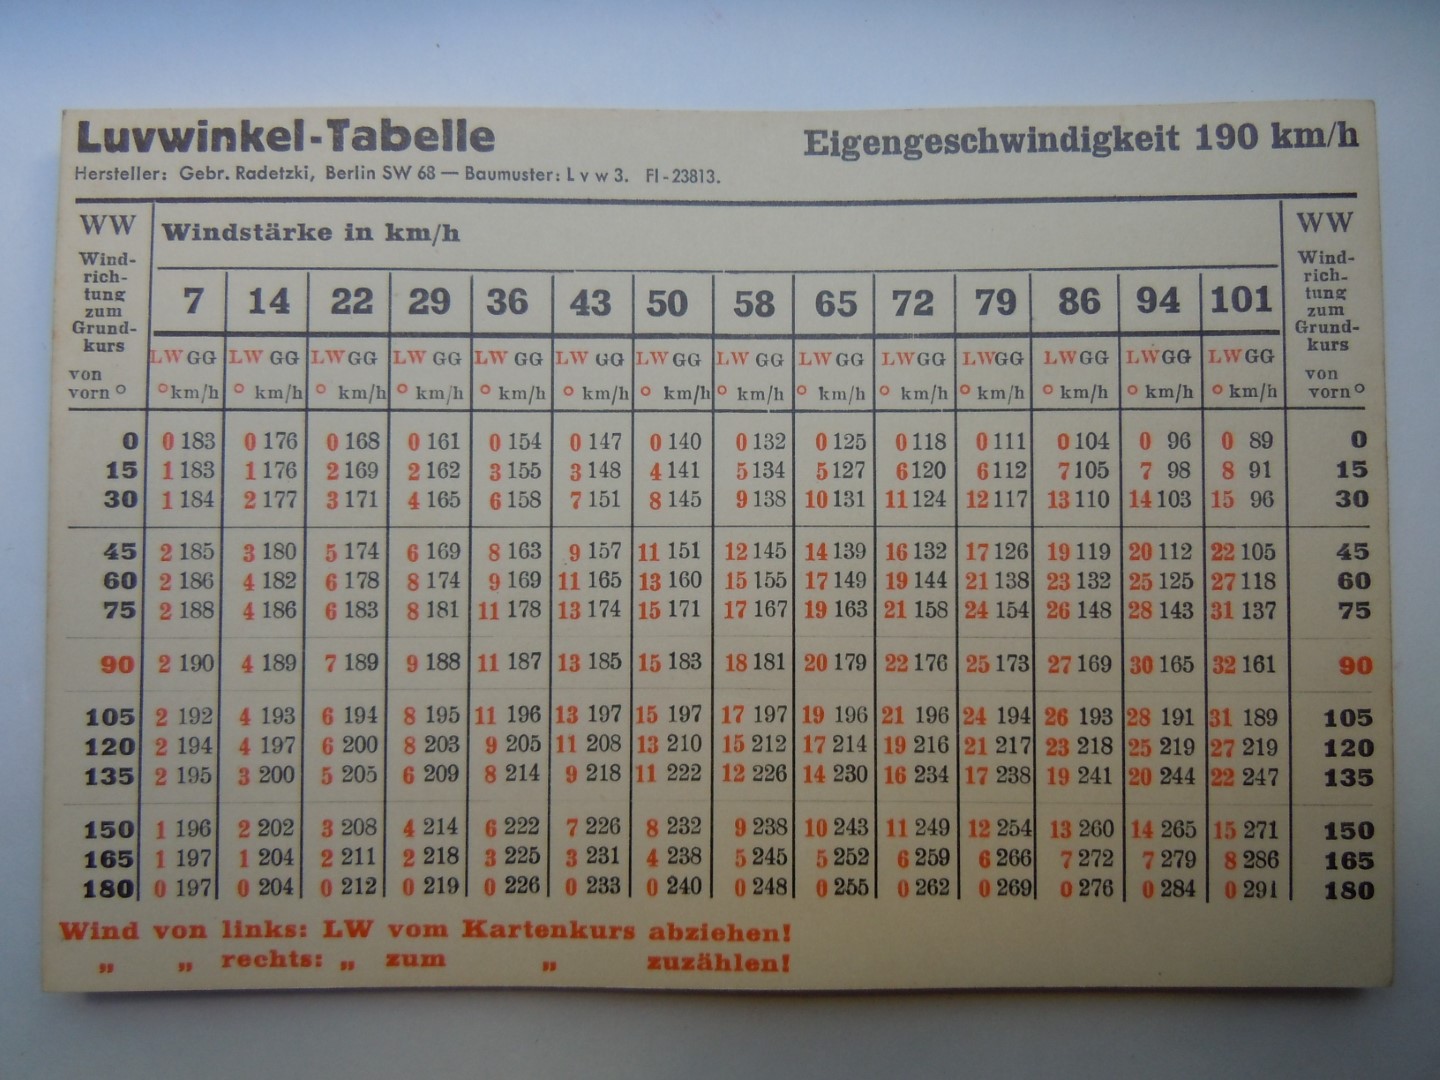 Luvwinkel-Tabelle Eigengeschwindigkeit 190 km/h
Hersteller: Gebr. Radetzki, Berlin SW 68 — Baumuster: L v w 3. Fl-23813.
WW Windstärke in km/h WW
Wind- Wind-
rich- rich-
tung tung
zum zum
Grund- Grund-
kurs kurs
von von
vorn ° vorn °
7 14 22 29 36 43 50 58 65 72 79 86 94 101
LW GG LW GG LW GG LW GG LW GG LW GG LW GG LW GG LW GG LW GG LW GG LW GG LW GG LW GG
° km/h ° km/h ° km/h ° km/h ° km/h ° km/h ° km/h ° km/h ° km/h ° km/h ° km/h ° km/h ° km/h ° km/h
0 0 183 0 176 0 168 0 161 0 154 0 147 0 140 0 132 0 125 0 118 0 111 0 104 0 96 0 89 0
15 1 183 1 176 2 169 2 162 3 155 3 148 4 141 5 134 5 127 6 120 6 112 7 105 7 98 8 91 15
30 1 184 2 177 3 171 4 165 6 158 7 151 8 145 9 138 10 131 11 124 12 117 13 110 14 103 15 96 30
45 2 185 3 180 5 174 6 169 8 163 9 157 11 151 12 145 14 139 16 132 17 126 19 119 20 112 22 105 45
60 2 186 4 182 6 178 8 174 9 169 11 165 13 160 15 155 17 149 19 144 21 138 23 132 25 125 27 118 60
75 2 188 4 186 6 183 8 181 11 178 13 174 15 171 17 167 19 163 21 158 24 154 26 148 28 143 31 137 75
90 2 190 4 189 7 189 9 188 11 187 13 185 15 183 18 181 20 179 22 176 25 173 27 169 30 165 32 161 90
105 2 192 4 193 6 194 8 195 11 196 13 197 15 197 17 197 19 196 21 196 24 194 26 193 28 191 31 189 105
120 2 194 4 197 6 200 8 203 9 205 11 208 13 210 15 212 17 214 19 216 21 217 23 218 25 219 27 219 120
135 2 195 3 200 5 205 6 209 8 214 9 218 11 222 12 226 14 230 16 234 17 238 19 241 20 244 22 247 135
150 1 196 2 202 3 208 4 214 6 222 7 226 8 232 9 238 10 243 11 249 12 254 13 260 14 265 15 271 150
165 1 197 1 204 2 211 2 218 3 225 3 231 4 238 5 245 5 252 6 259 6 266 7 272 7 279 8 286 165
180 0 197 0 204 0 212 0 219 0 226 0 233 0 240 0 248 0 255 0 262 0 269 0 276 0 284 0 291 180
Wind von links: LW vom Kartenkurs abziehen!
„ „ rechts: „ zum „ zuzählen!